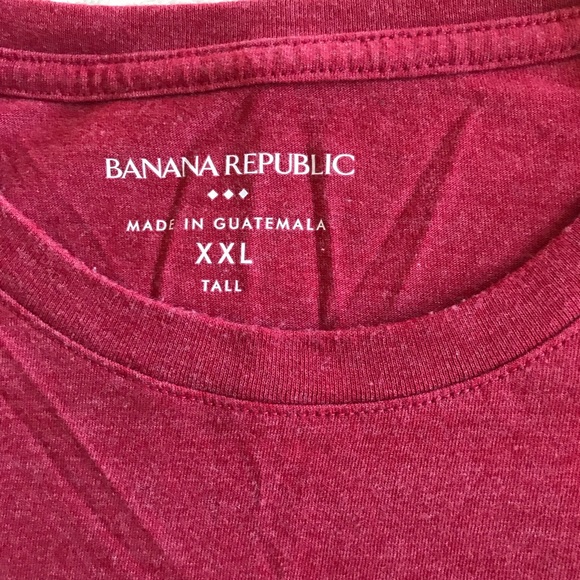 BANANA REPUBLIC
MADE IN GUATEMALA
XXL
TALL